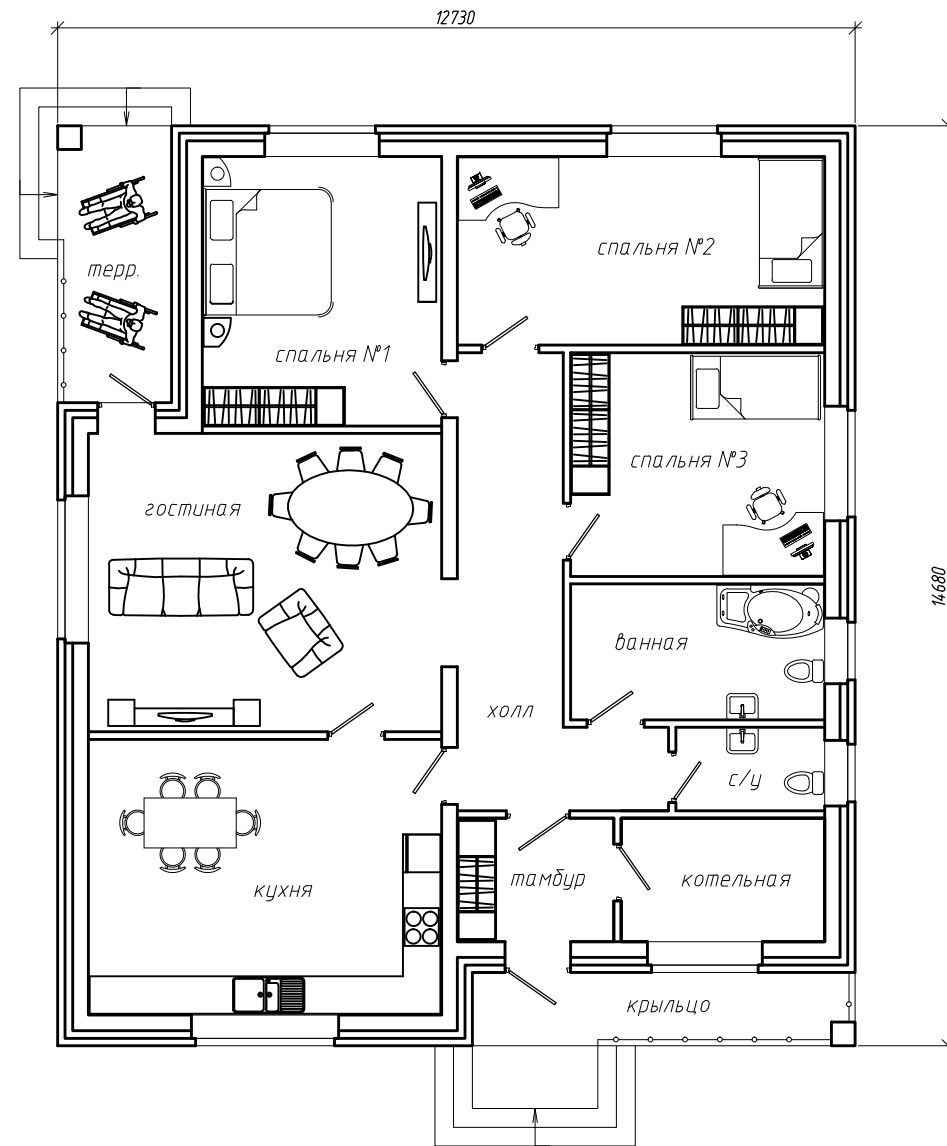 12730
терр.
спальня №1
спальня №2
спальня №3
гостиная
14680
ванная
холл
с/у
кухня
тамбур
котельная
крыльцо